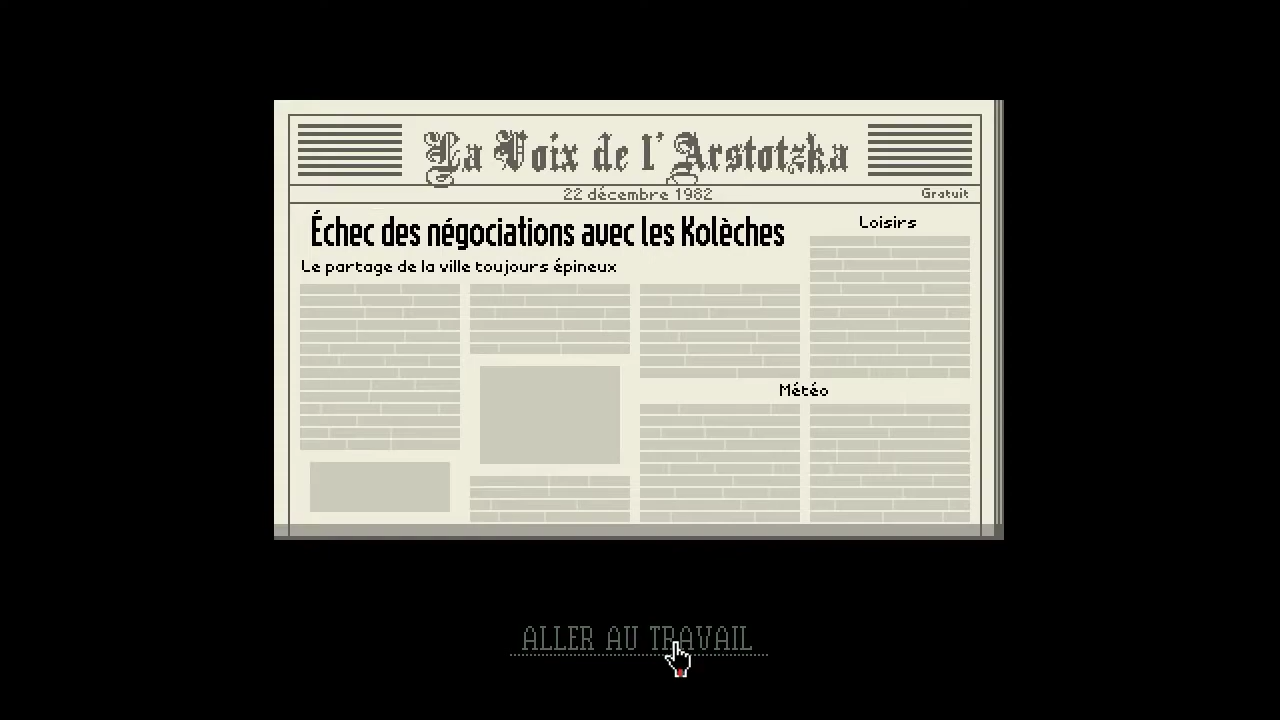 La Voix de l'Arstotzka
22 décembre 1982
Gratuit
Échec des négociations avec les Kolèches
Le partage de la ville toujours épineux
Loisirs
Météo
ALLER AU TRAVAIL